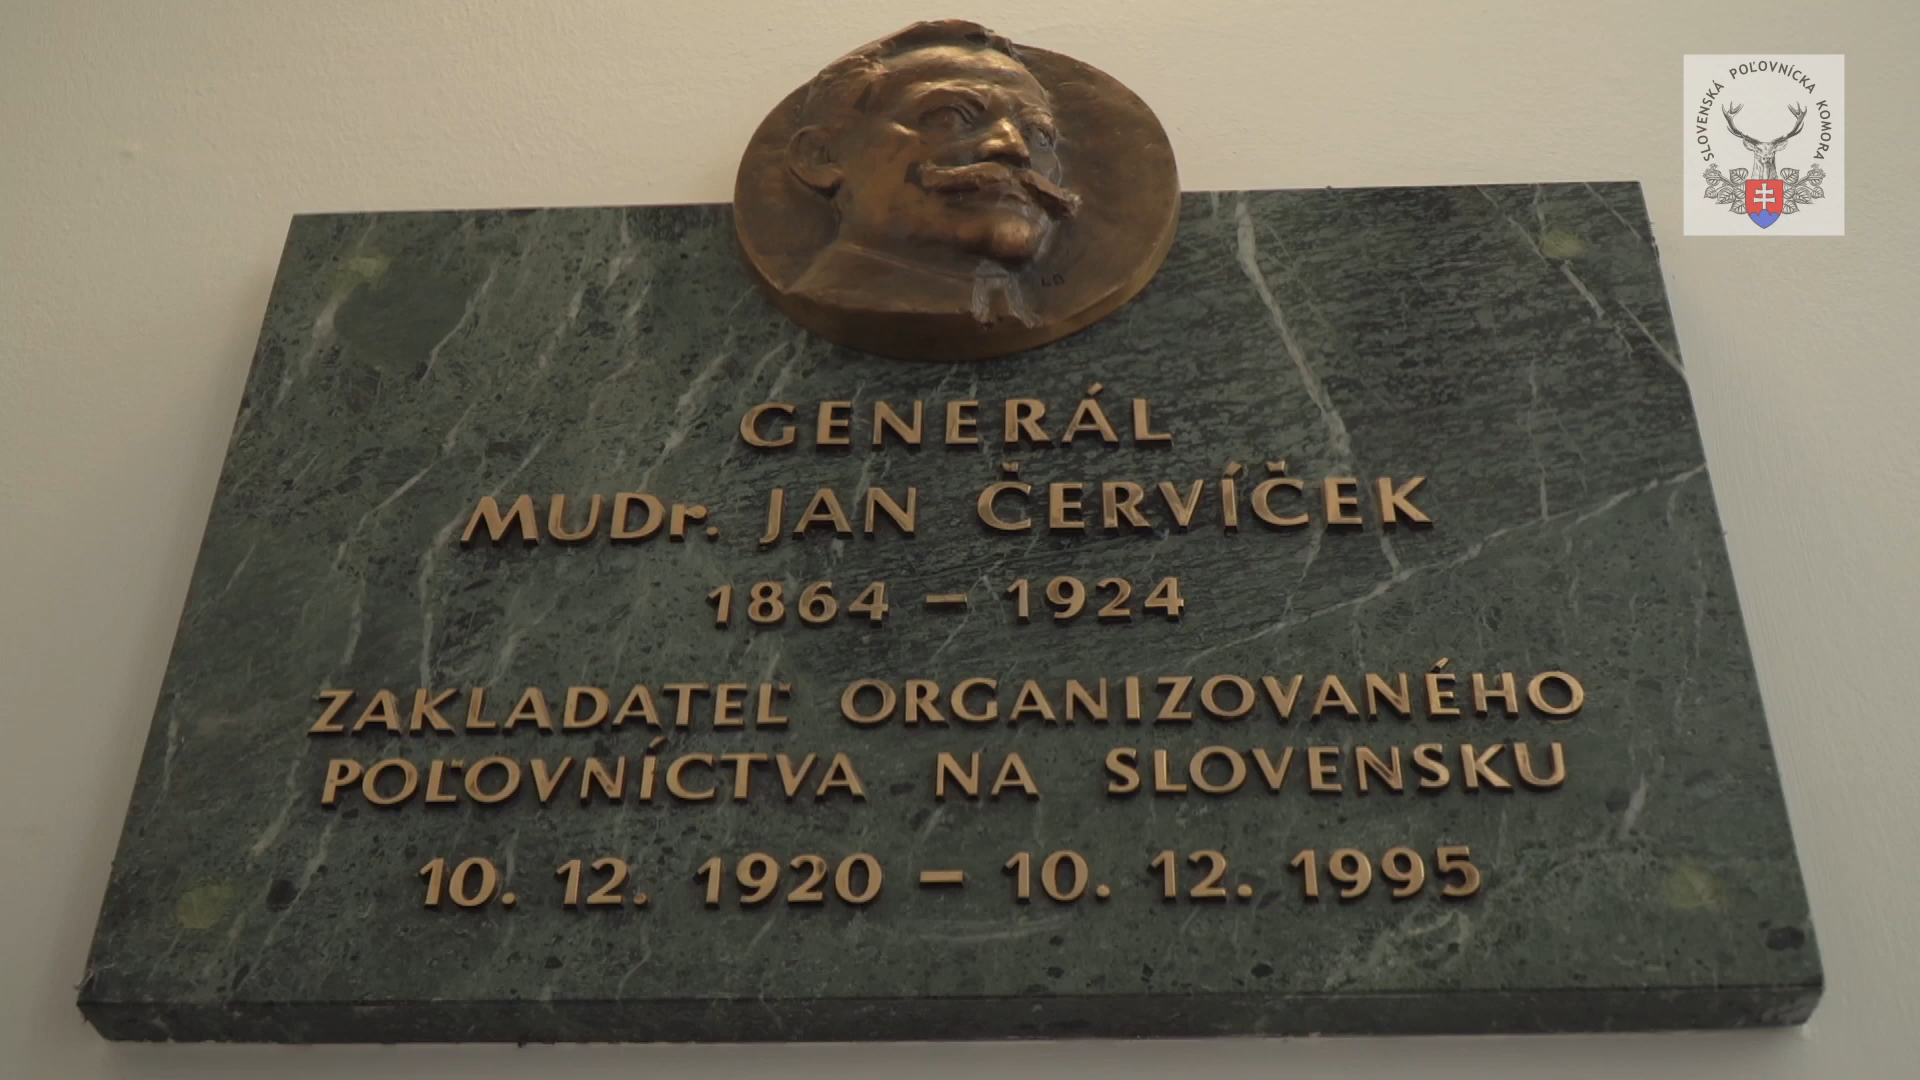 SLOVENSKÁ POĽOVNÍCKA KOMORA
LB
GENERÁL
MUDr. JAN ČERVÍČEK
1864 – 1924
ZAKLADATEĽ ORGANIZOVANÉHO
POĽOVNÍCTVA NA SLOVENSKU
10. 12. 1920 – 10. 12. 1995